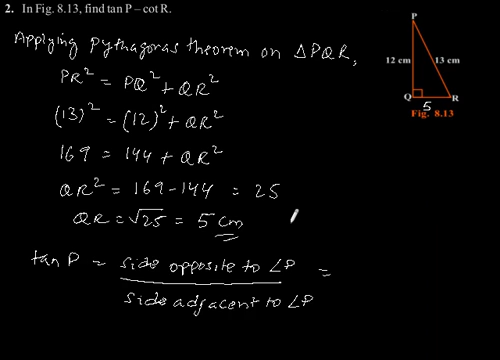 2. In Fig. 8.13, find tan P – cot R.
Applying Pythagoras theorem on △PQR,
PR² = PQ² + QR²
(13)² = (12)² + QR²
169 = 144 + QR²
QR² = 169 - 144 = 25
QR = √25 = 5 cm
tan P = side opposite to ∠P / side adjacent to ∠P =
P
12 cm
13 cm
Q
R
5
Fig. 8.13